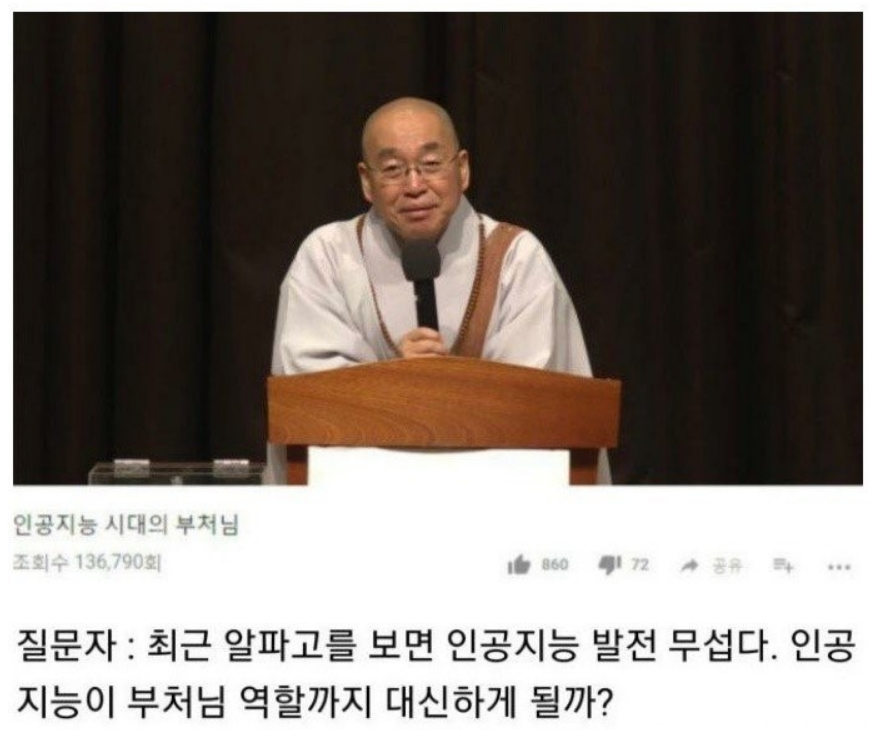 인공지능 시대의 부처님
조회수 136,790회
860 72 공유
질문자 : 최근 알파고를 보면 인공지능 발전 무섭다. 인공
지능이 부처님 역할까지 대신하게 될까?